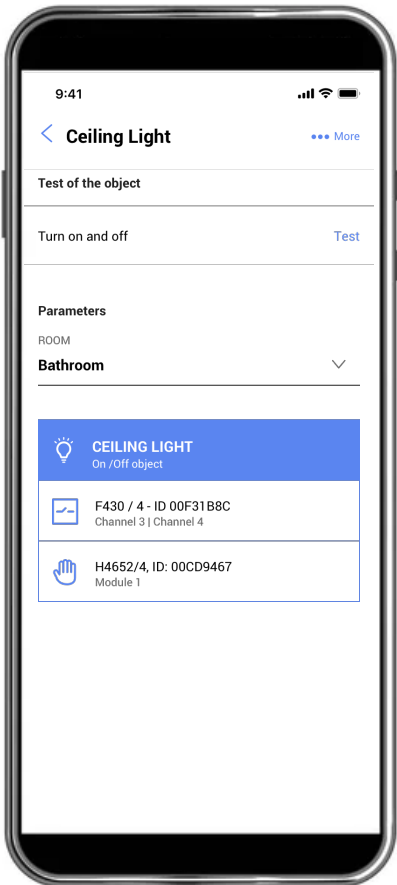 9:41
Ceiling Light
••• More
Test of the object
Turn on and off
Test
Parameters
ROOM
Bathroom
CEILING LIGHT
On /Off object
F430 / 4 - ID 00F31B8C
Channel 3 | Channel 4
H4652/4, ID: 00CD9467
Module 1